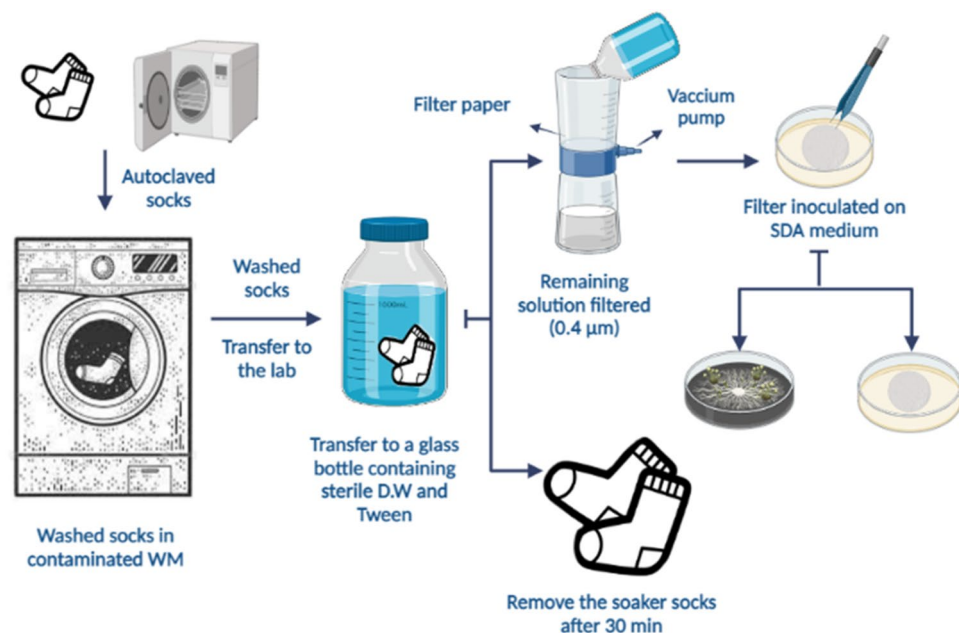 Autoclaved
socks
Washed socks in
contaminated WM
Washed
socks
Transfer to
the lab
1000mL
Transfer to a glass
bottle containing
sterile D.W and
Tween
Filter paper
Vaccium
pump
Remaining
solution filtered
(0.4 µm)
Filter inoculated on
SDA medium
Remove the soaker socks
after 30 min